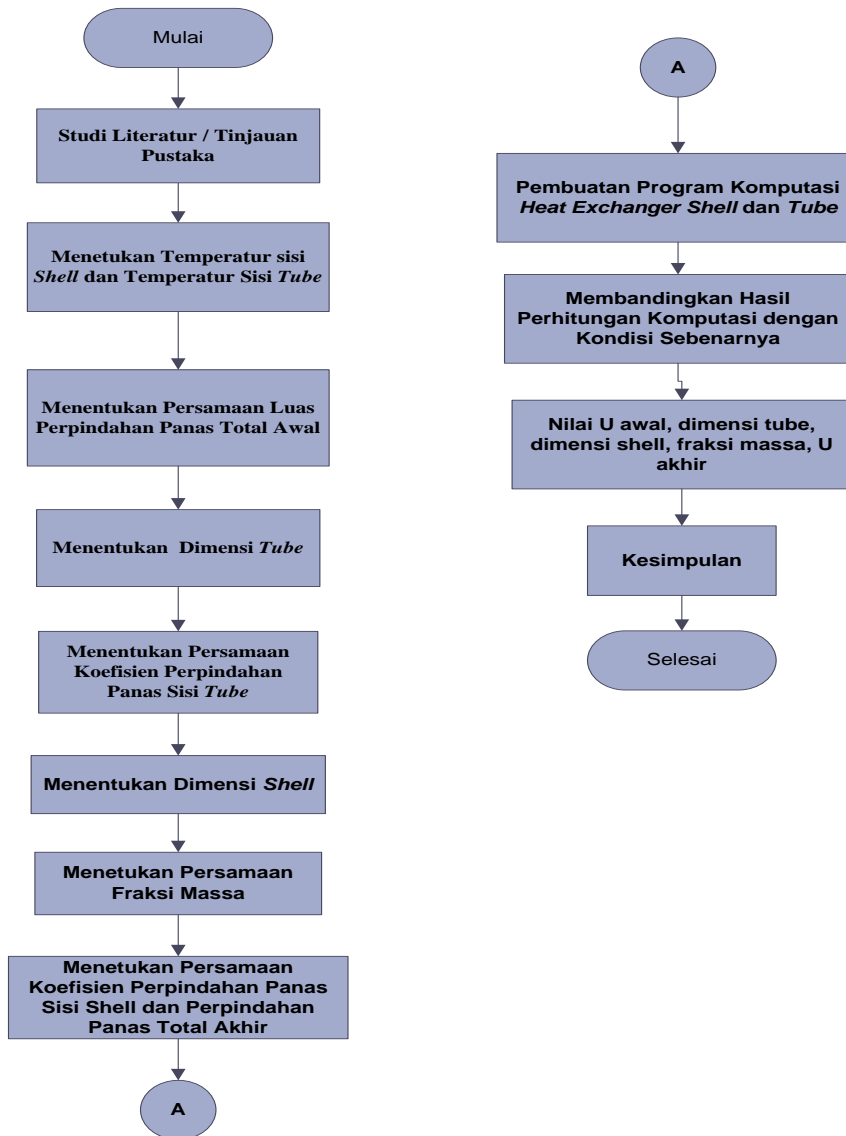 Mulai
Studi Literatur / Tinjauan
Pustaka
Menetukan Temperatur sisi
Shell dan Temperatur Sisi Tube
Menentukan Persamaan Luas
Perpindahan Panas Total Awal
Menentukan Dimensi Tube
Menentukan Persamaan
Koefisien Perpindahan
Panas Sisi Tube
Menentukan Dimensi Shell
Menetukan Persamaan
Fraksi Massa
Menetukan Persamaan
Koefisien Perpindahan Panas
Sisi Shell dan Perpindahan
Panas Total Akhir
A
A
Pembuatan Program Komputasi
Heat Exchanger Shell dan Tube
Membandingkan Hasil
Perhitungan Komputasi dengan
Kondisi Sebenarnya
Nilai U awal, dimensi tube,
dimensi shell, fraksi massa, U
akhir
Kesimpulan
Selesai